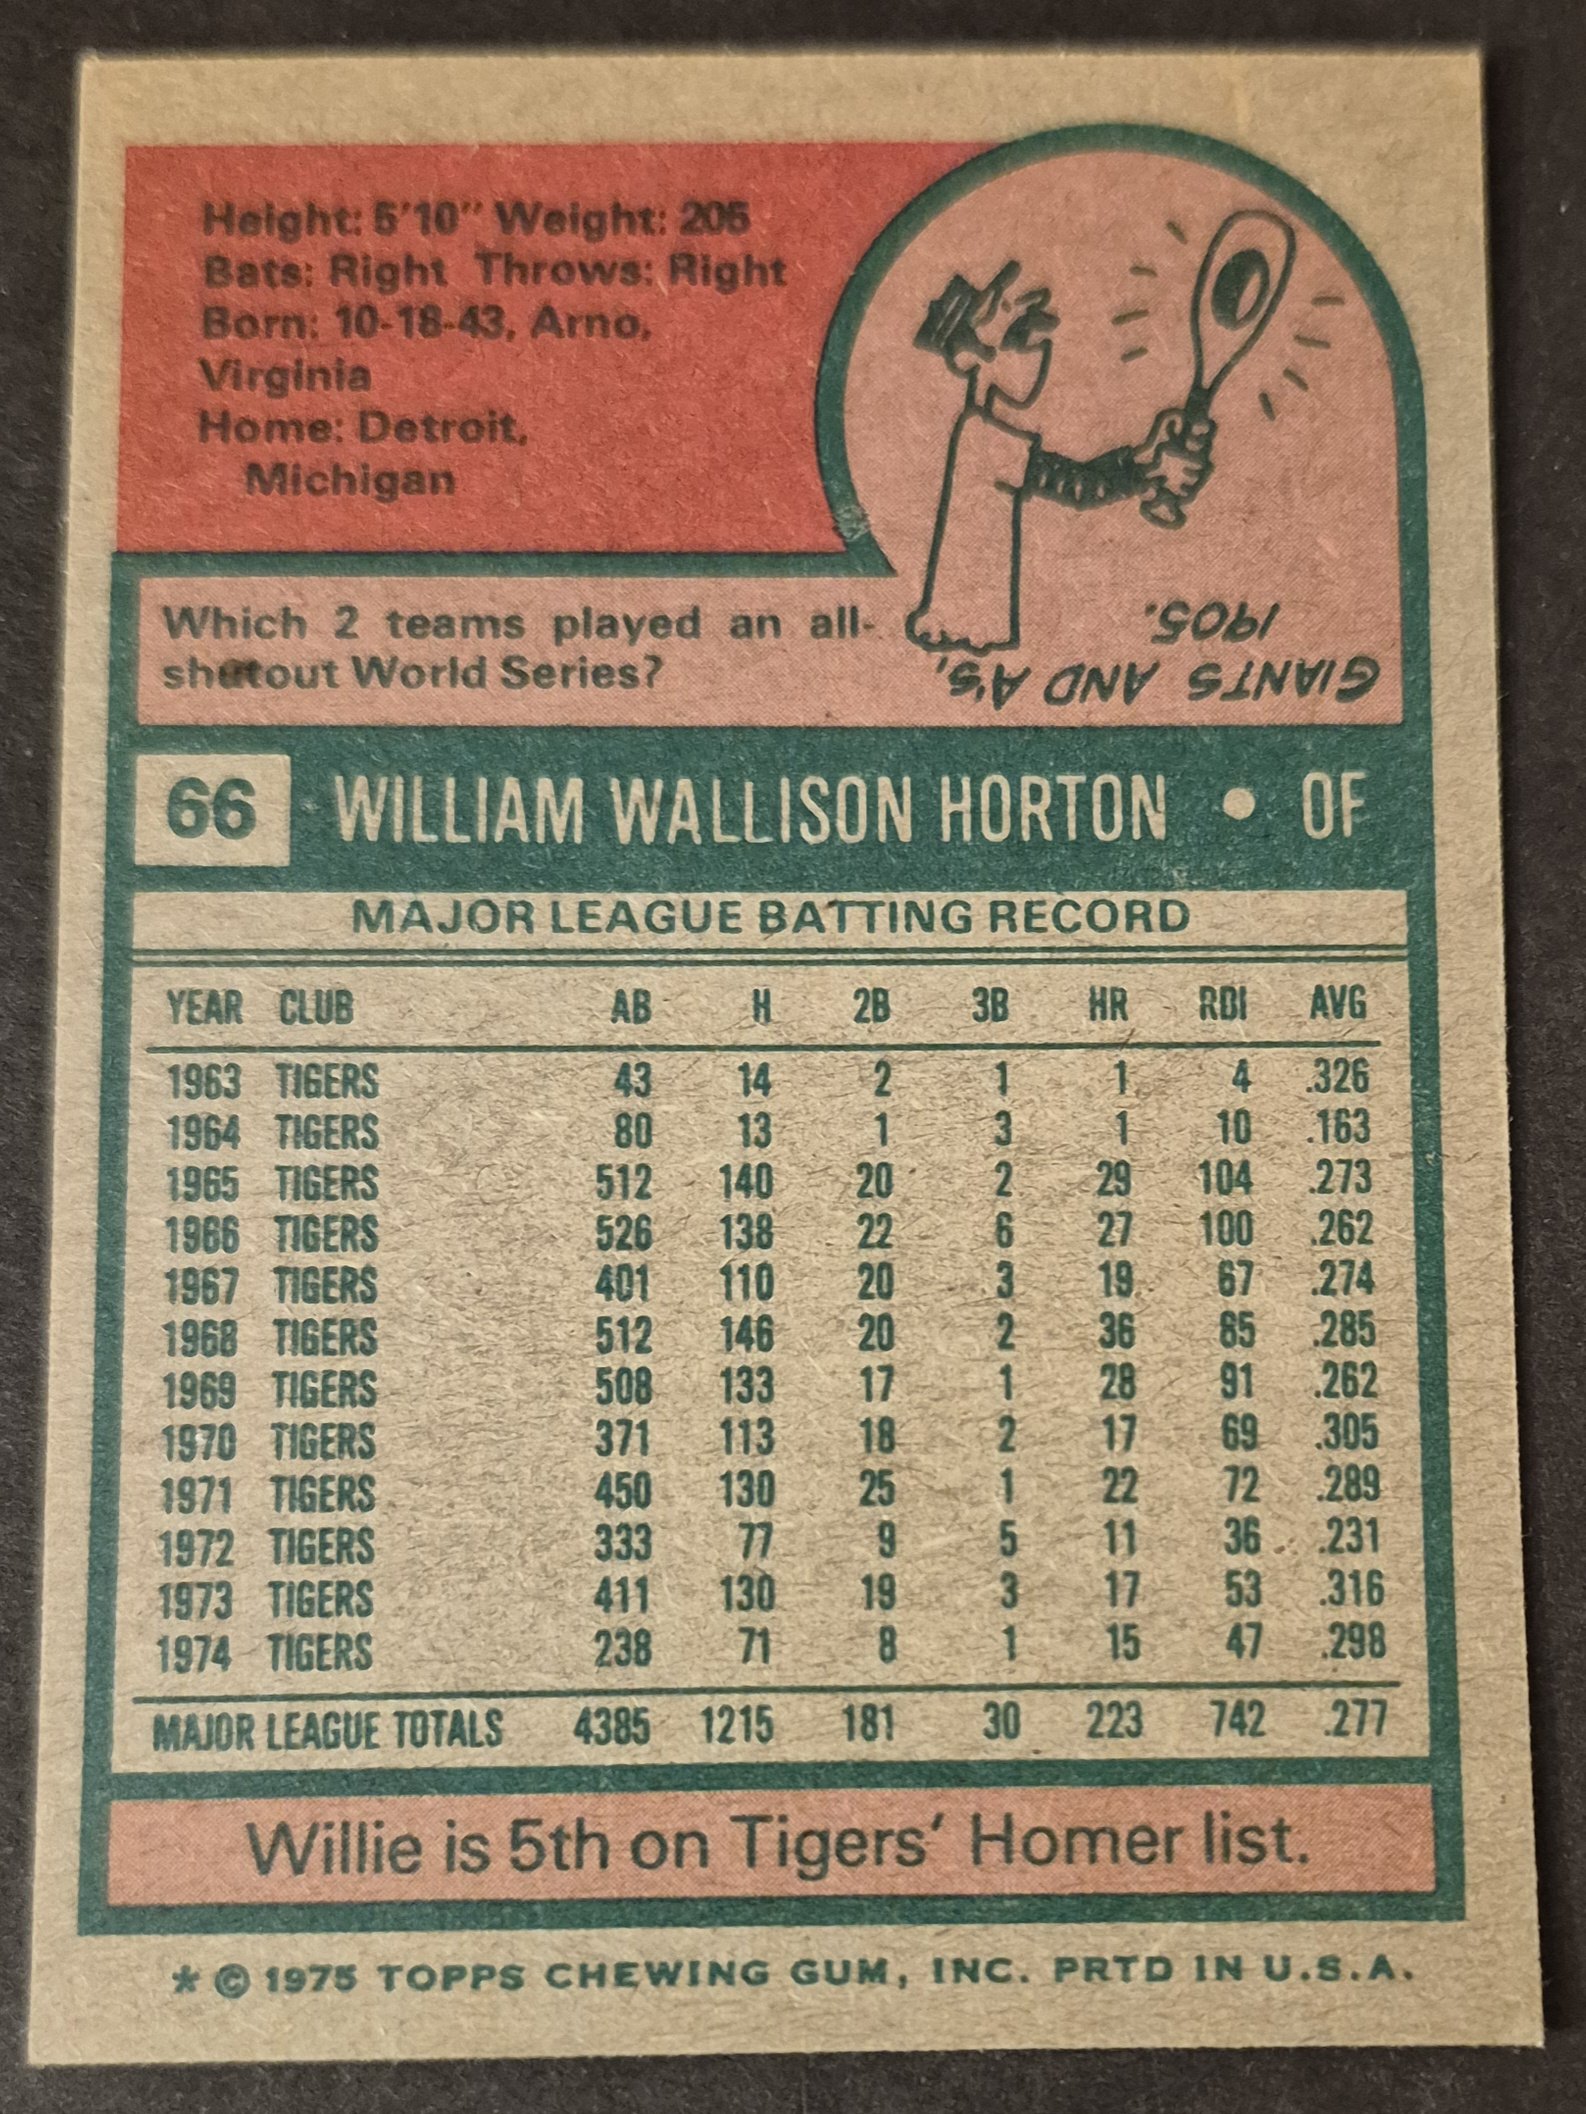 Height: 5'10" Weight: 205
Bats: Right Throws: Right
Born: 10-18-43, Arno,
Virginia
Home: Detroit,
Michigan
Which 2 teams played an all-
shutout World Series?
GIANTS AND A'S,
1905.
66 WILLIAM WALLISON HORTON • OF
MAJOR LEAGUE BATTING RECORD
YEAR CLUB AB H 2B 3B HR RBI AVG
1963 TIGERS 43 14 2 1 1 4 .326
1964 TIGERS 80 13 1 3 1 10 .163
1965 TIGERS 512 140 20 2 29 104 .273
1966 TIGERS 526 138 22 6 27 100 .262
1967 TIGERS 401 110 20 3 19 67 .274
1968 TIGERS 512 146 20 2 36 85 .285
1969 TIGERS 508 133 17 1 28 91 .262
1970 TIGERS 371 113 18 2 17 69 .305
1971 TIGERS 450 130 25 1 22 72 .289
1972 TIGERS 333 77 9 5 11 36 .231
1973 TIGERS 411 130 19 3 17 53 .316
1974 TIGERS 238 71 8 1 15 47 .298
MAJOR LEAGUE TOTALS 4385 1215 181 30 223 742 .277
Willie is 5th on Tigers' Homer list.
* © 1975 TOPPS CHEWING GUM, INC. PRTD IN U.S.A.